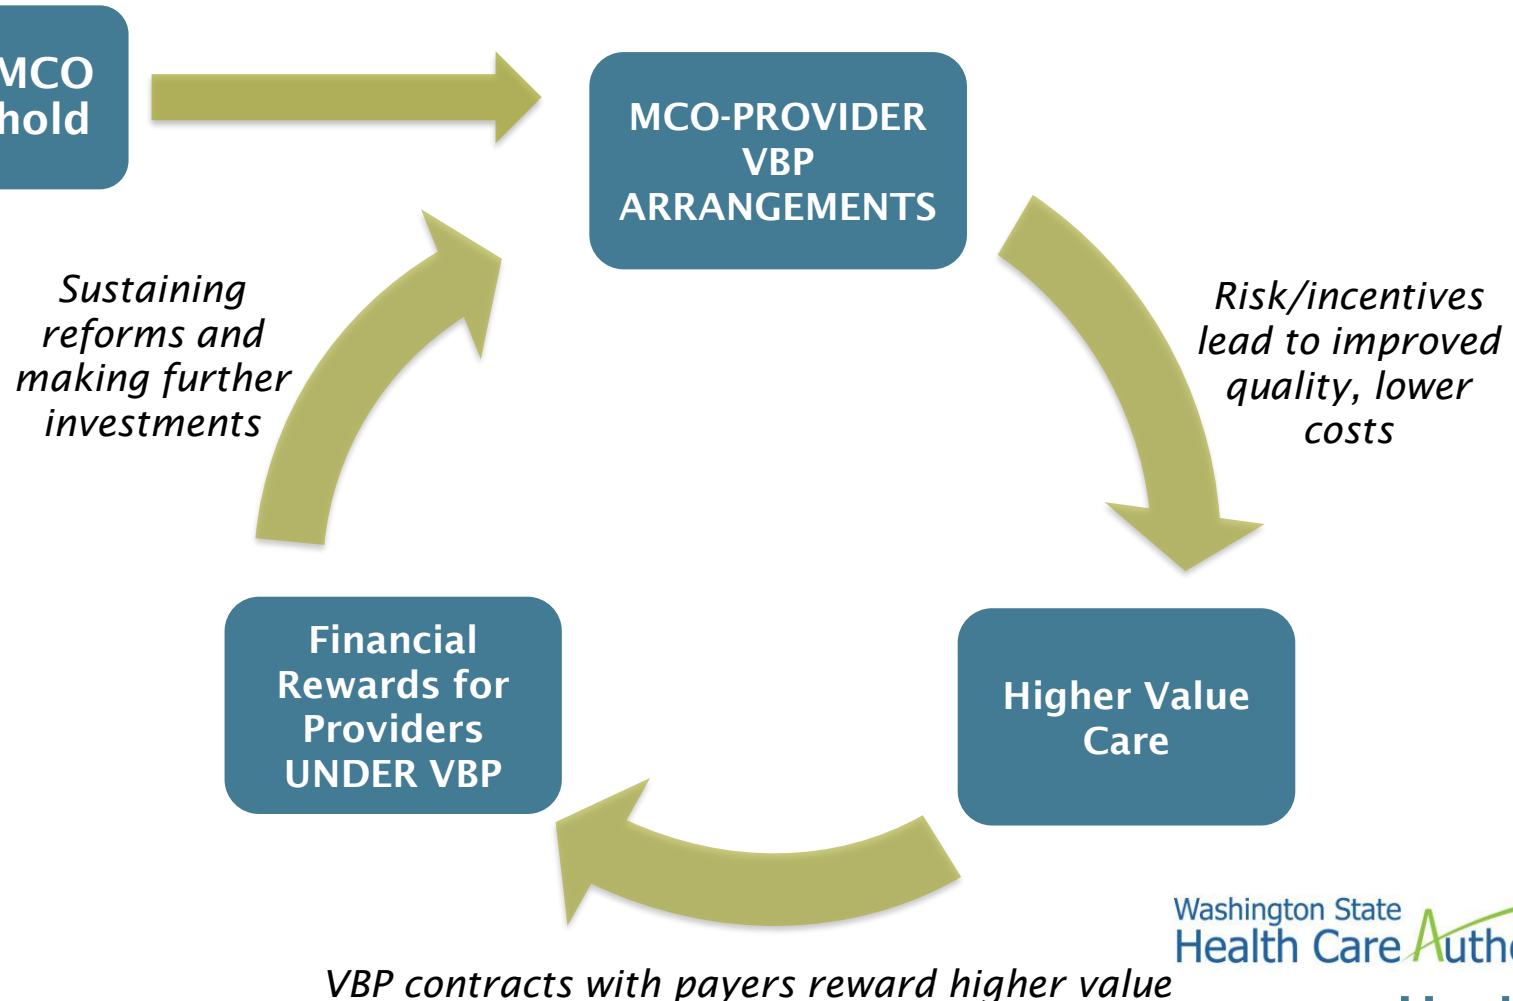 MCO
hold
MCO-PROVIDER
VBP
ARRANGEMENTS
Sustaining
reforms and
making further
investments
Risk/incentives
lead to improved
quality, lower
costs
Financial
Rewards for
Providers
UNDER VBP
Higher Value
Care
Washington State
Health Care Autho
VBP contracts with payers reward higher value